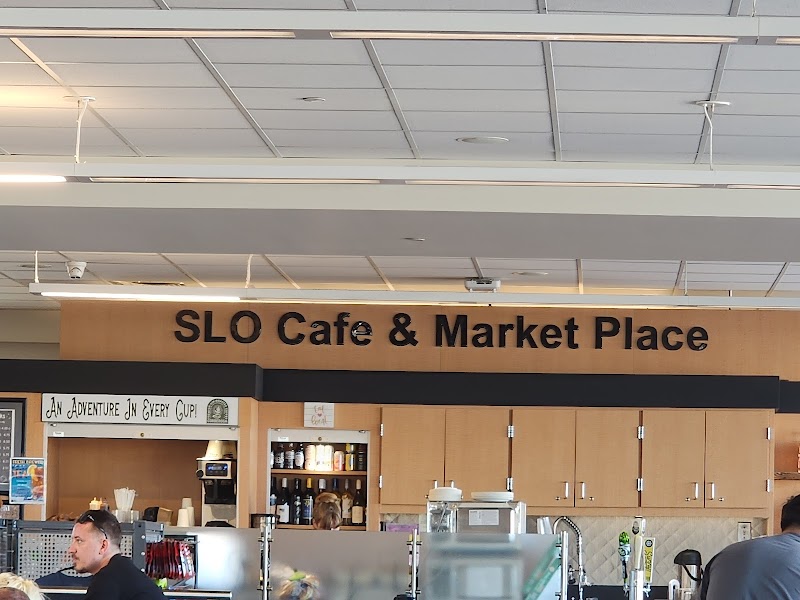 SLO Cafe & Market Place
AN ADVENTURE IN EVERY CUP!